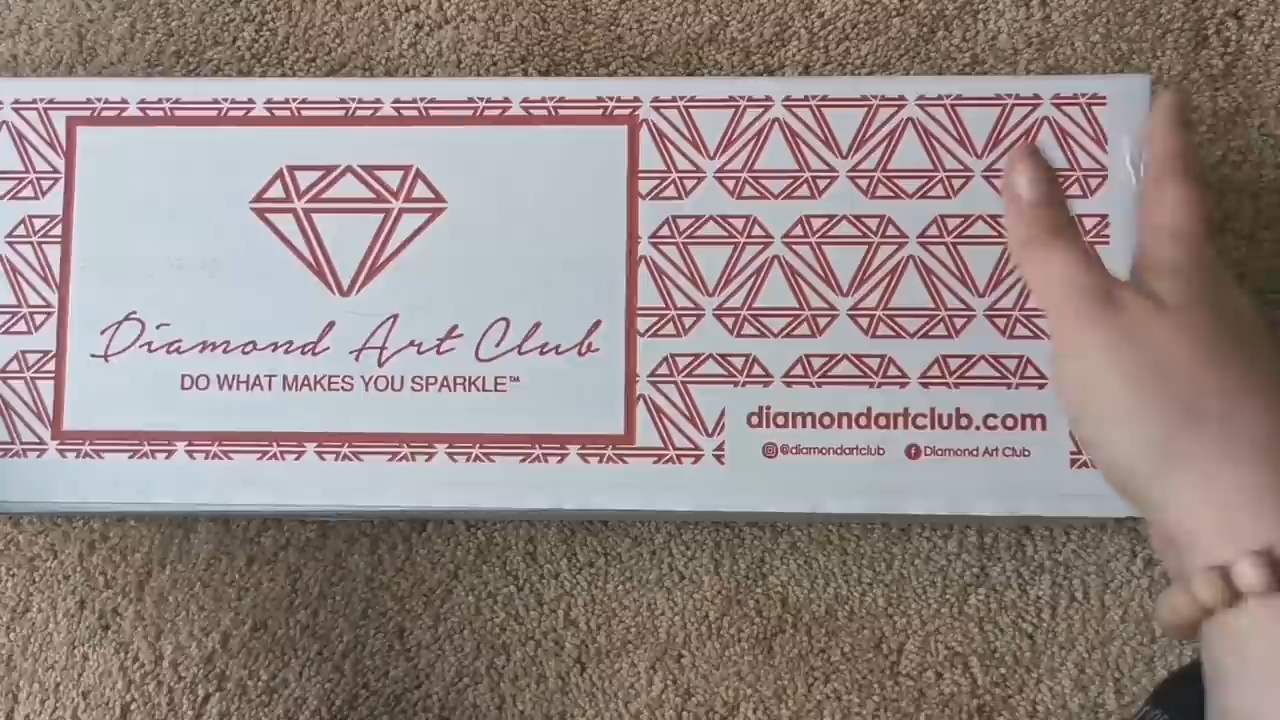 Diamond Art Club
DO WHAT MAKES YOU SPARKLE™
diamondartclub.com
@diamondartclub Diamond Art Club